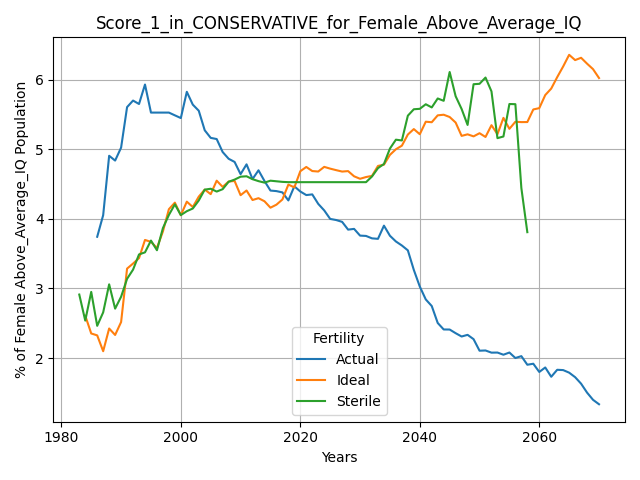 Score_1_in_CONSERVATIVE_for_Female_Above_Average_IQ
% of Female Above_Average_IQ Population
6
5
4
3
2
Fertility
Actual
Ideal
Sterile
1980 2000 2020 2040 2060
Years